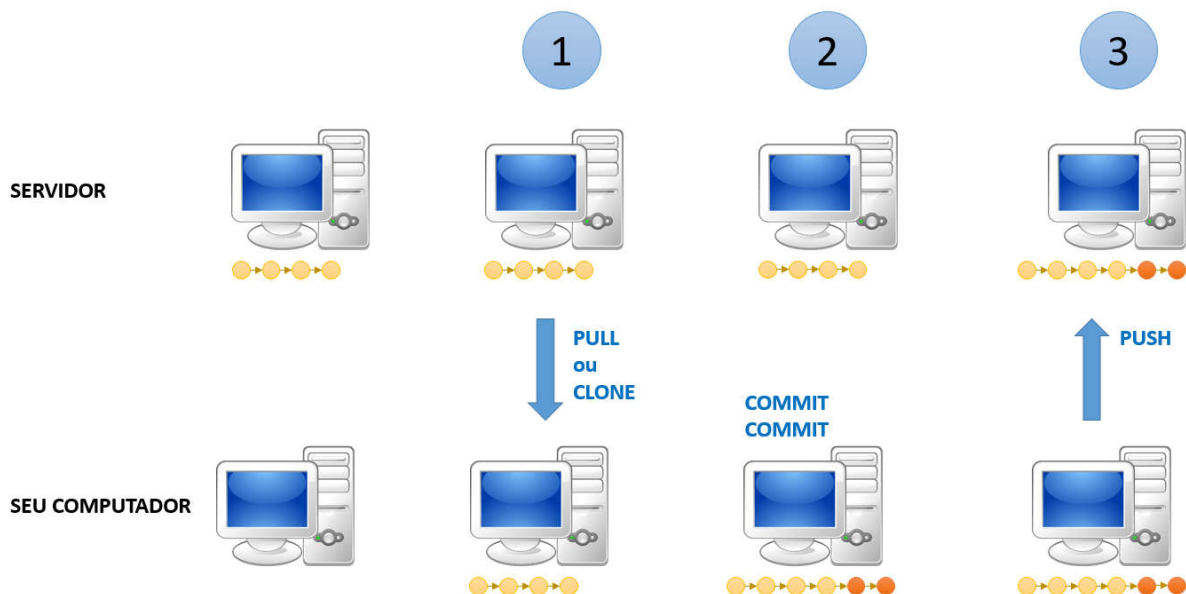 1
2
3
SERVIDOR
PULL
ou
CLONE
PUSH
COMMIT
COMMIT
SEU COMPUTADOR